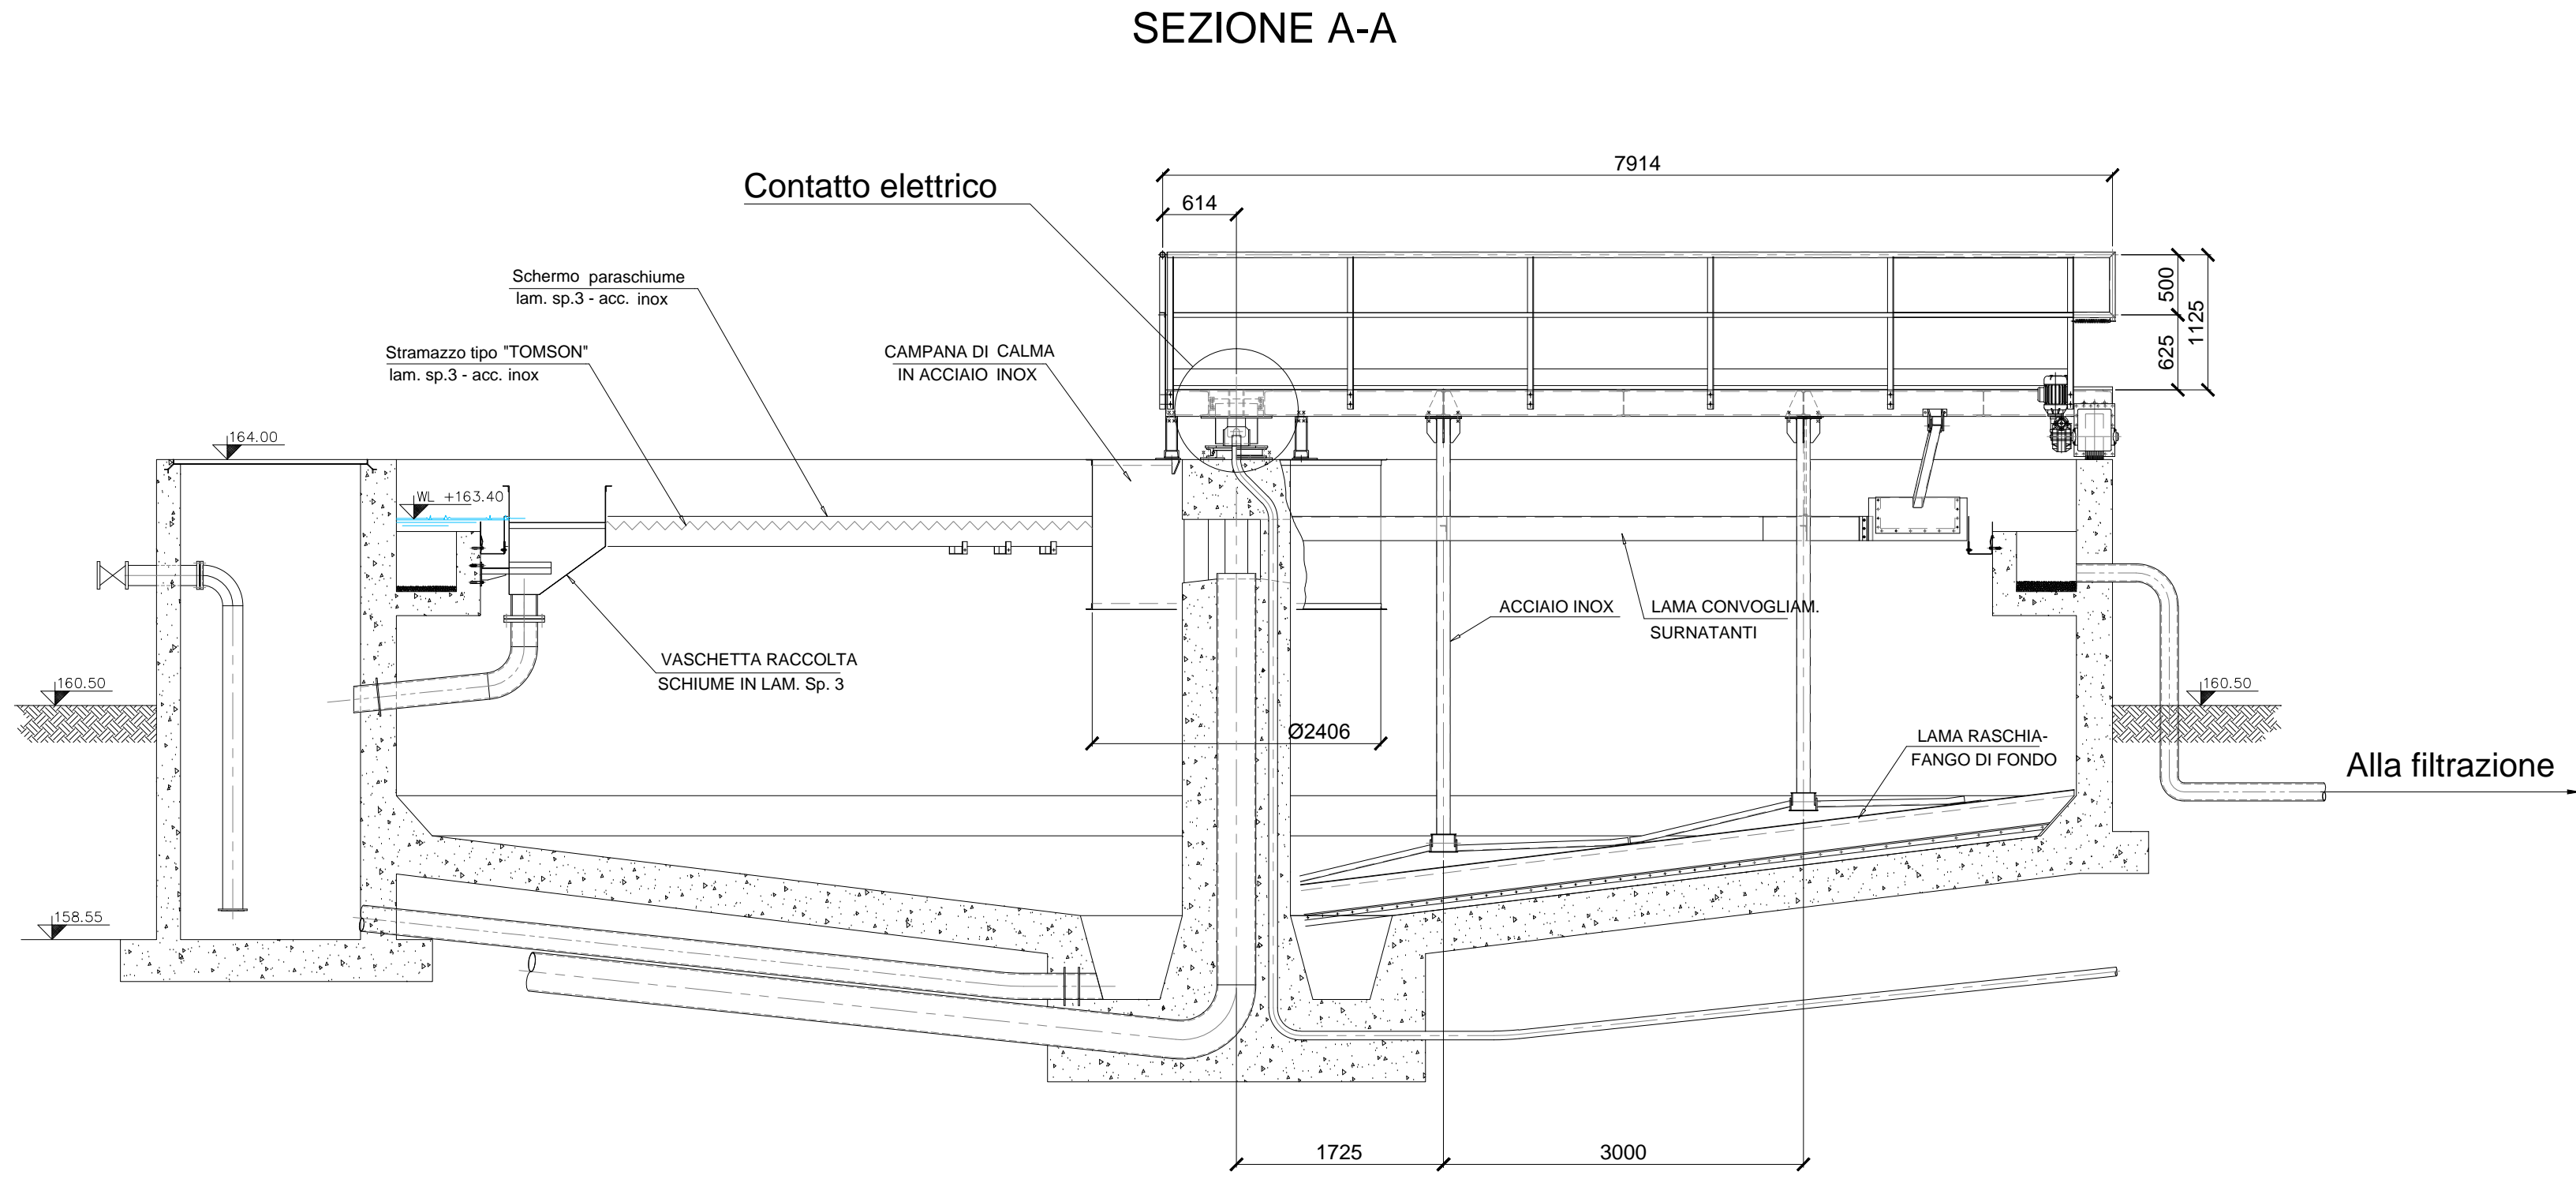 SEZIONE A-A
7914
614
Contatto elettrico
500
1125
625
Schermo paraschiume
lam. sp.3 - acc. inox
Stramazzo tipo "TOMSON"
lam. sp.3 - acc. inox
CAMPANA DI CALMA
IN ACCIAIO INOX
164.00
WL +163.40
ACCIAIO INOX
LAMA CONVOGLIAM.
SURNATANTI
VASCHETTA RACCOLTA
SCHIUME IN LAM. Sp. 3
160.50
160.50
Ø2406
LAMA RASCHIA-
FANGO DI FONDO
Alla filtrazione
158.55
1725
3000